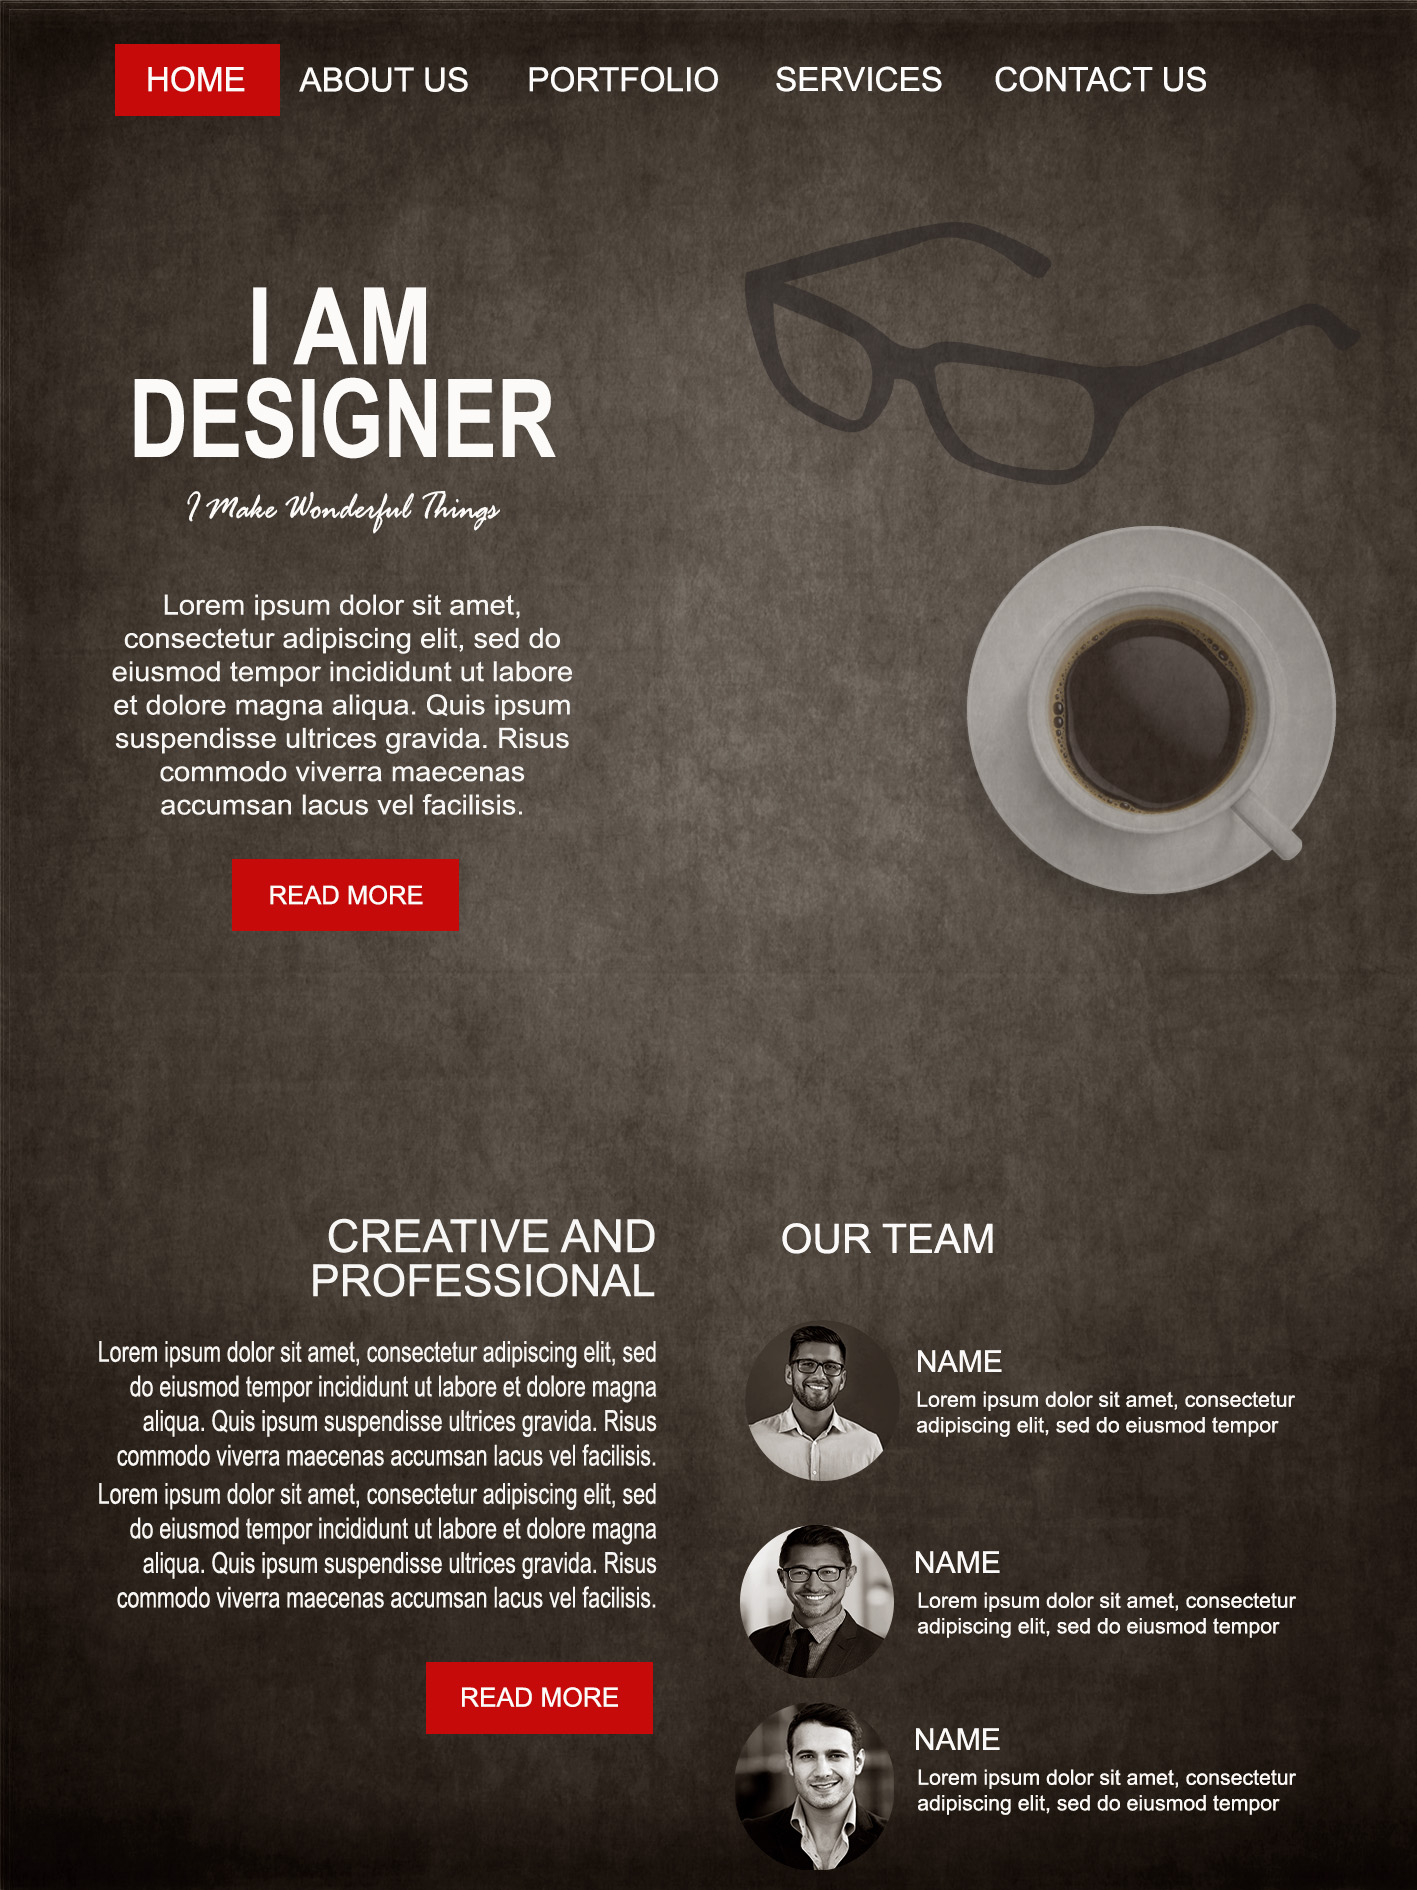 HOME ABOUT US PORTFOLIO SERVICES CONTACT US
I AM
DESIGNER
I Make Wonderful Things
Lorem ipsum dolor sit amet,
consectetur adipiscing elit, sed do
eiusmod tempor incididunt ut labore
et dolore magna aliqua. Quis ipsum
suspendisse ultrices gravida. Risus
commodo viverra maecenas
accumsan lacus vel facilisis.
READ MORE
CREATIVE AND
PROFESSIONAL
Lorem ipsum dolor sit amet, consectetur adipiscing elit, sed
do eiusmod tempor incididunt ut labore et dolore magna
aliqua. Quis ipsum suspendisse ultrices gravida. Risus
commodo viverra maecenas accumsan lacus vel facilisis.
Lorem ipsum dolor sit amet, consectetur adipiscing elit, sed
do eiusmod tempor incididunt ut labore et dolore magna
aliqua. Quis ipsum suspendisse ultrices gravida. Risus
commodo viverra maecenas accumsan lacus vel facilisis.
READ MORE
OUR TEAM
NAME
Lorem ipsum dolor sit amet, consectetur
adipiscing elit, sed do eiusmod tempor
NAME
Lorem ipsum dolor sit amet, consectetur
adipiscing elit, sed do eiusmod tempor
NAME
Lorem ipsum dolor sit amet, consectetur
adipiscing elit, sed do eiusmod tempor